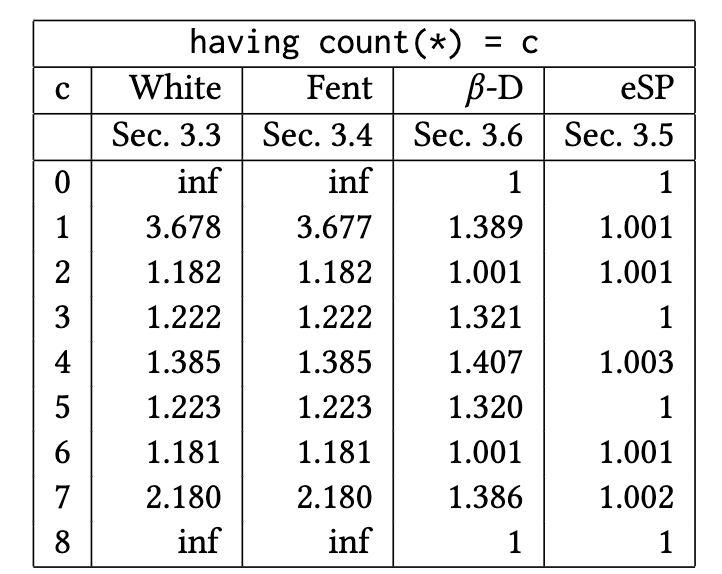 having count(*) = c
c White Fent β-D eSP
Sec. 3.3 Sec. 3.4 Sec. 3.6 Sec. 3.5
0 inf inf 1 1
1 3.678 3.677 1.389 1.001
2 1.182 1.182 1.001 1.001
3 1.222 1.222 1.321 1
4 1.385 1.385 1.407 1.003
5 1.223 1.223 1.320 1
6 1.181 1.181 1.001 1.001
7 2.180 2.180 1.386 1.002
8 inf inf 1 1